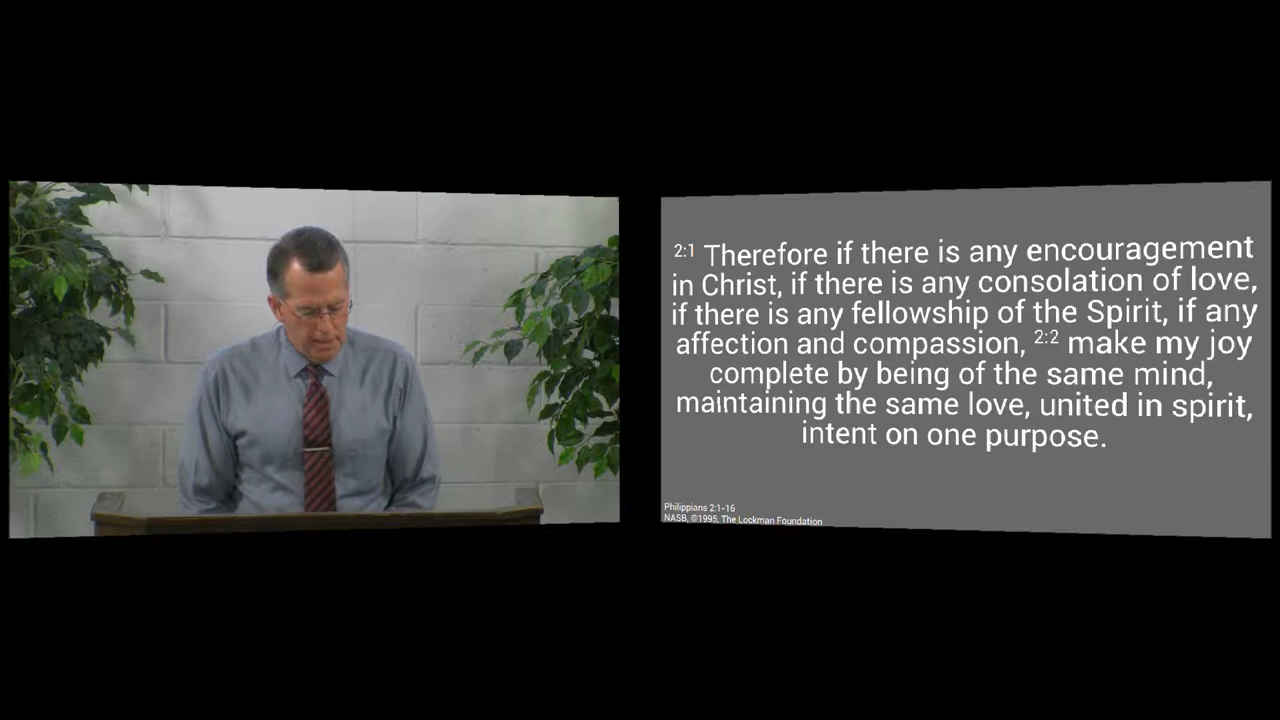 2:1 Therefore if there is any encouragement
in Christ, if there is any consolation of love,
if there is any fellowship of the Spirit, if any
affection and compassion, 2:2 make my joy
complete by being of the same mind,
maintaining the same love, united in spirit,
intent on one purpose.
Philippians 2:1-16
NASB, ©1995, The Lockman Foundation